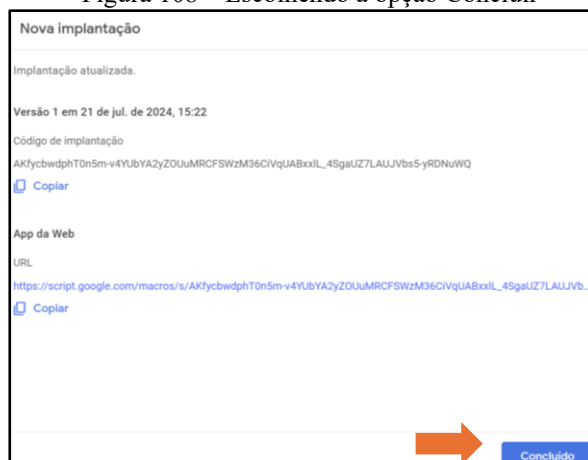 Nova implantação
Implantação atualizada.
Versão 1 em 21 de jul. de 2024, 15:22
Código de implantação
AKfycbwdphT0n5m-v4YUbYA2yZOUuMRCFSWzM36CiVqUABxxlL_4SgaUZ7LAUJVbs5-yRDNuWQ
Copiar
App da Web
URL
https://script.google.com/macros/s/AKfycbwdphT0n5m-v4YUbYA2yZOUuMRCFSWzM36CiVqUABxxlL_4SgaUZ7LAUJVb...
Copiar
Concluído